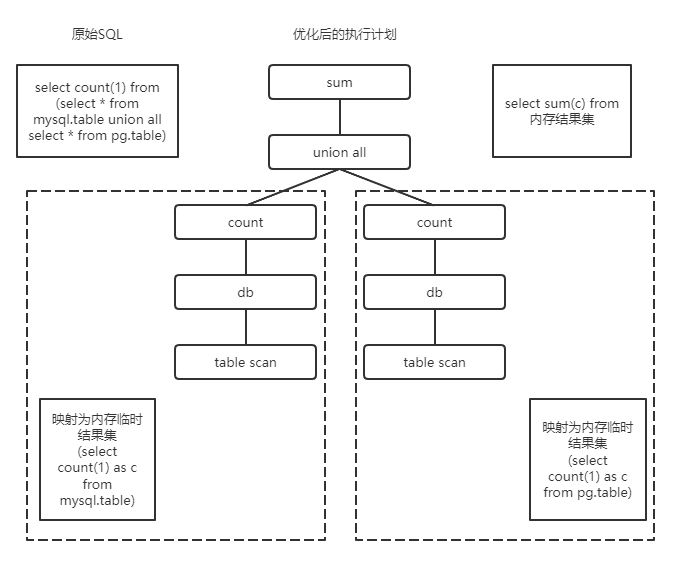 原始SQL
优化后的执行计划
select count(1) from
(select * from
mysql.table union all
select * from pg.table)
sum
select sum(c) from
内存结果集
union all
count
count
db
db
table scan
table scan
映射为内存临时
结果集
(select
count(1) as c
from
mysql.table)
映射为内存临时
结果集
(select
count(1) as c
from pg.table)